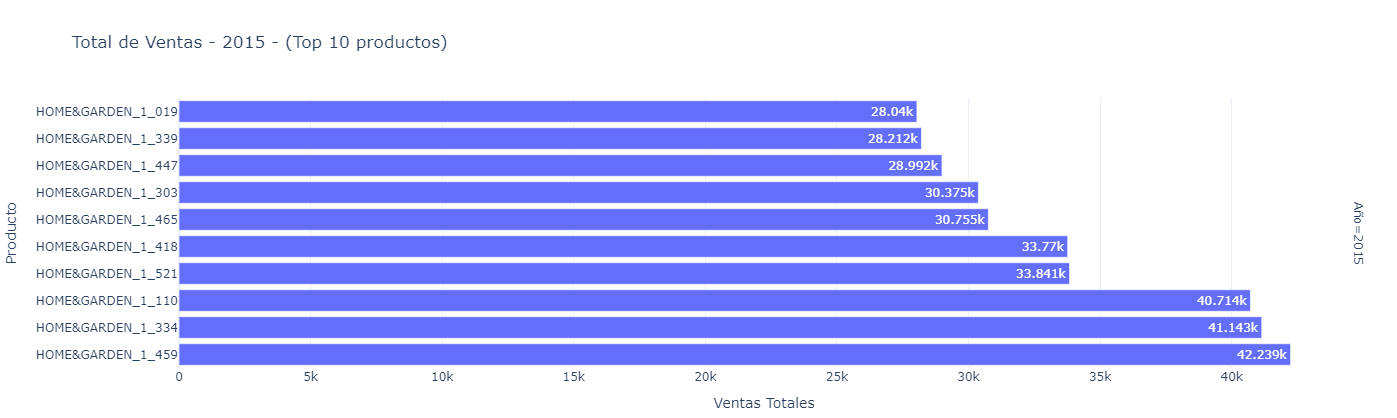 Total de Ventas - 2015 - (Top 10 productos)
HOME&GARDEN_1_019 28.04k
HOME&GARDEN_1_339 28.212k
HOME&GARDEN_1_447 28.992k
HOME&GARDEN_1_303 30.375k
HOME&GARDEN_1_465 30.755k
HOME&GARDEN_1_418 33.77k
HOME&GARDEN_1_521 33.841k
HOME&GARDEN_1_110 40.714k
HOME&GARDEN_1_334 41.143k
HOME&GARDEN_1_459 42.239k
Producto
Año=2015
0 5k 10k 15k 20k 25k 30k 35k 40k
Ventas Totales